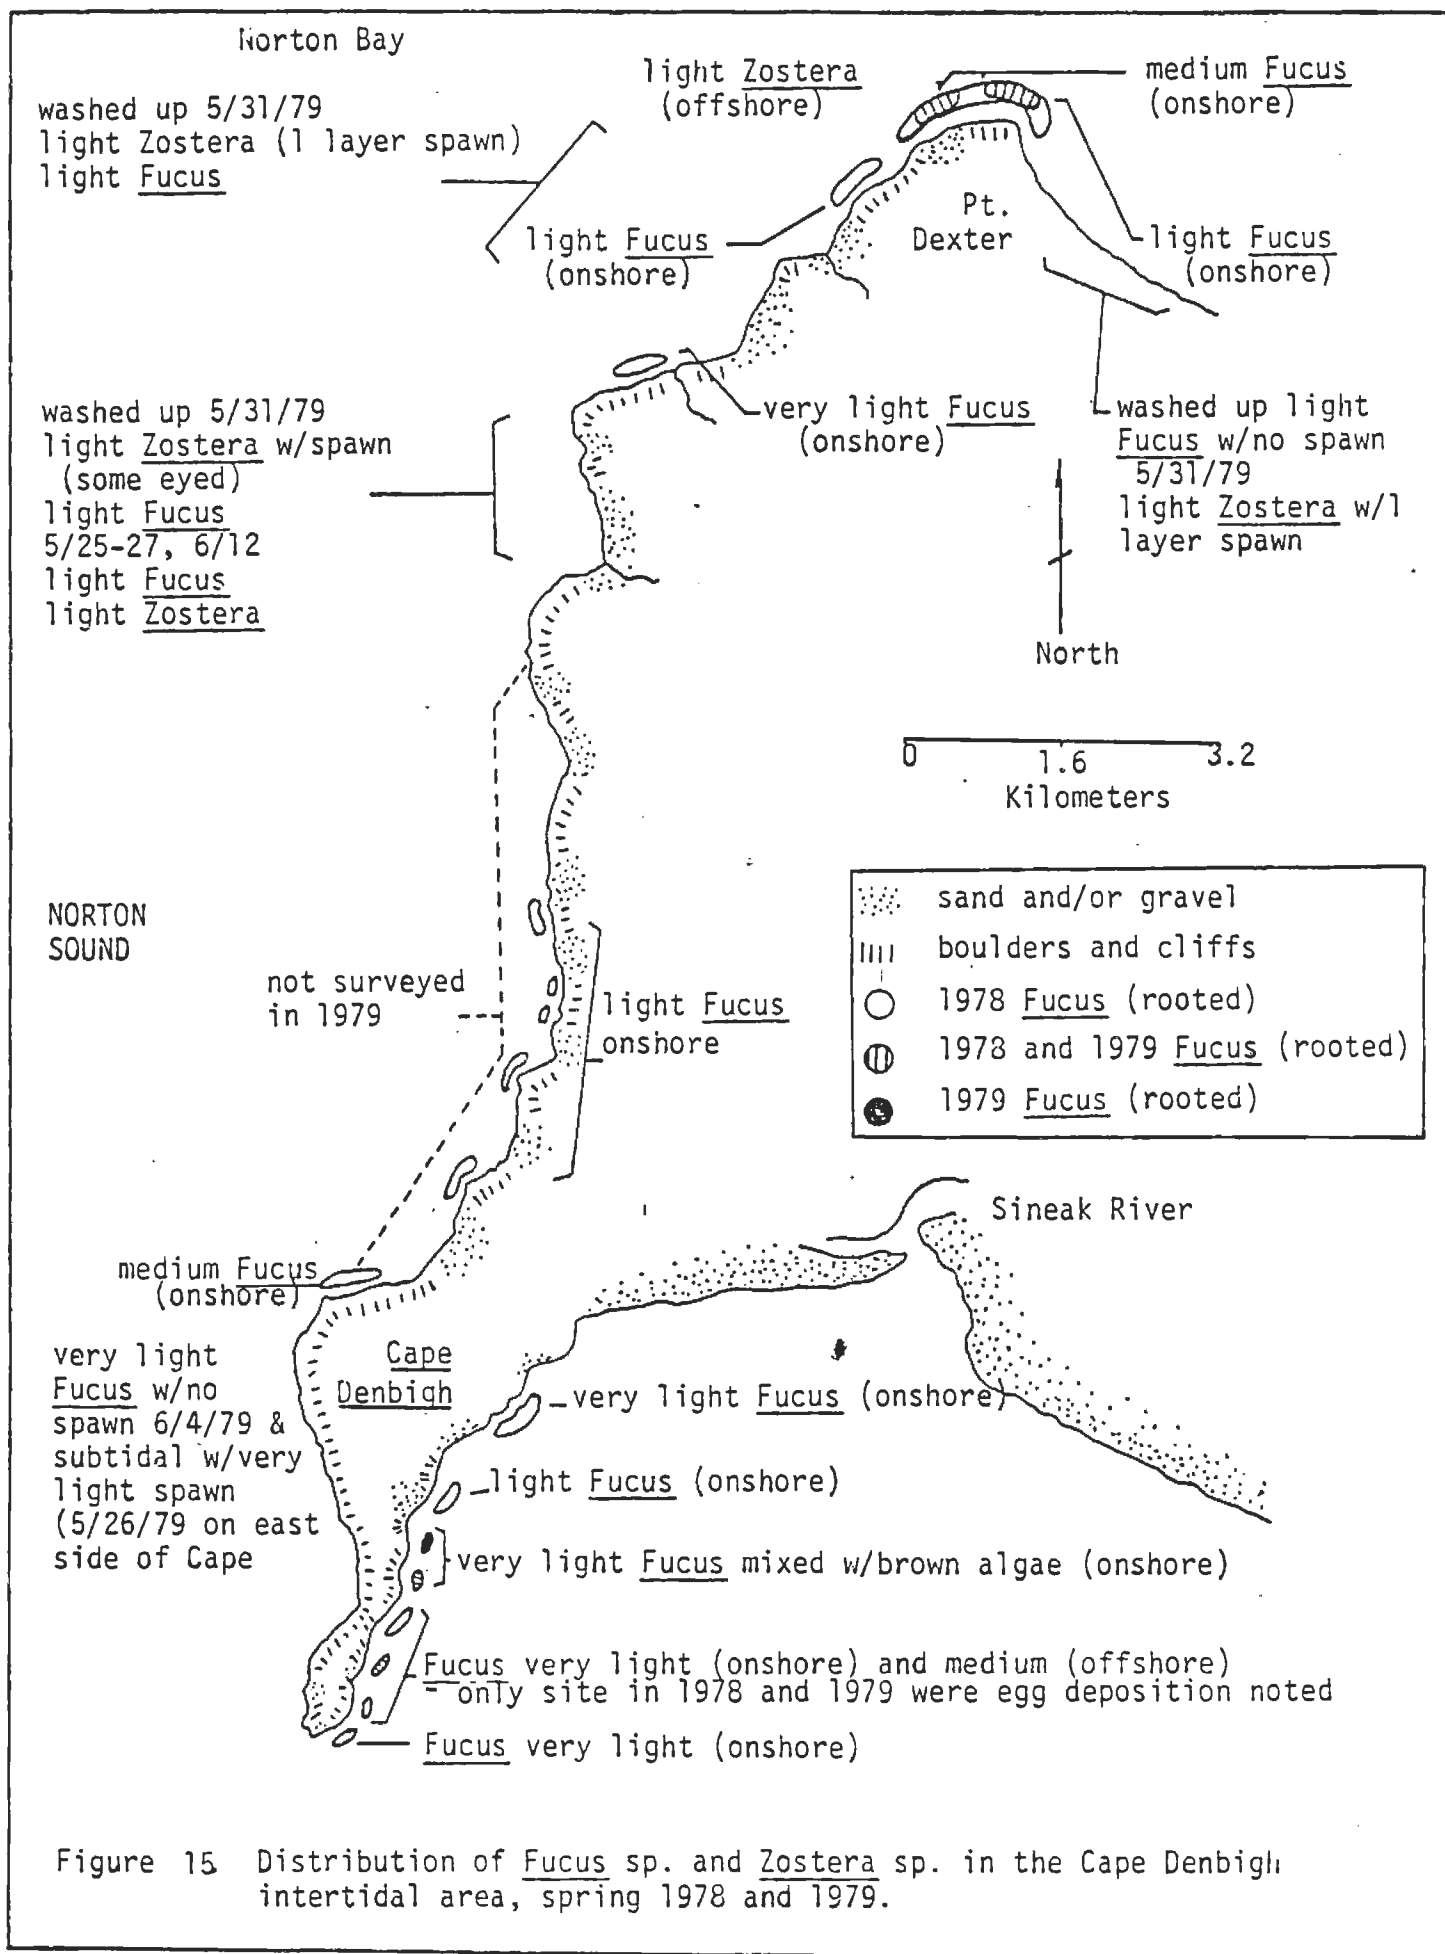 Norton Bay
light Zostera
(offshore)
medium Fucus
(onshore)
washed up 5/31/79
light Zostera (1 layer spawn)
light Fucus
Pt.
Dexter
light Fucus
(onshore)
light Fucus
(onshore)
washed up 5/31/79
light Zostera w/spawn
(some eyed)
light Fucus
5/25-27, 6/12
light Fucus
light Zostera
very light Fucus
(onshore)
washed up light
Fucus w/no spawn
5/31/79
light Zostera w/1
layer spawn
North
0 1.6 3.2
Kilometers
NORTON
SOUND
not surveyed
in 1979
light Fucus
onshore
sand and/or gravel
boulders and cliffs
1978 Fucus (rooted)
1978 and 1979 Fucus (rooted)
1979 Fucus (rooted)
Sineak River
medium Fucus
(onshore)
very light
Fucus w/no
spawn 6/4/79 &
subtidal w/very
light spawn
(5/26/79 on east
side of Cape
Cape
Denbigh
very light Fucus (onshore)
light Fucus (onshore)
very light Fucus mixed w/brown algae (onshore)
Fucus very light (onshore) and medium (offshore)
- only site in 1978 and 1979 were egg deposition noted
Fucus very light (onshore)
Figure 15 Distribution of Fucus sp. and Zostera sp. in the Cape Denbigh
intertidal area, spring 1978 and 1979.